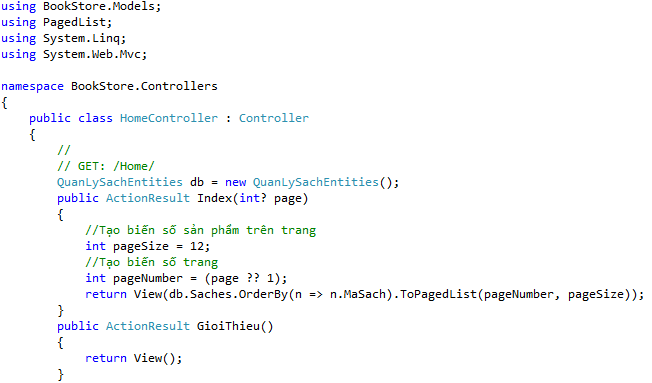 using BookStore.Models;
using PagedList;
using System.Linq;
using System.Web.Mvc;
namespace BookStore.Controllers
{
public class HomeController : Controller
{
//
// GET: /Home/
QuanLySachEntities db = new QuanLySachEntities();
public ActionResult Index(int? page)
{
//Tạo biến số sản phẩm trên trang
int pageSize = 12;
//Tạo biến số trang
int pageNumber = (page ?? 1);
return View(db.Saches.OrderBy(n => n.MaSach).ToPagedList(pageNumber, pageSize));
}
public ActionResult GioiThieu()
{
return View();
}